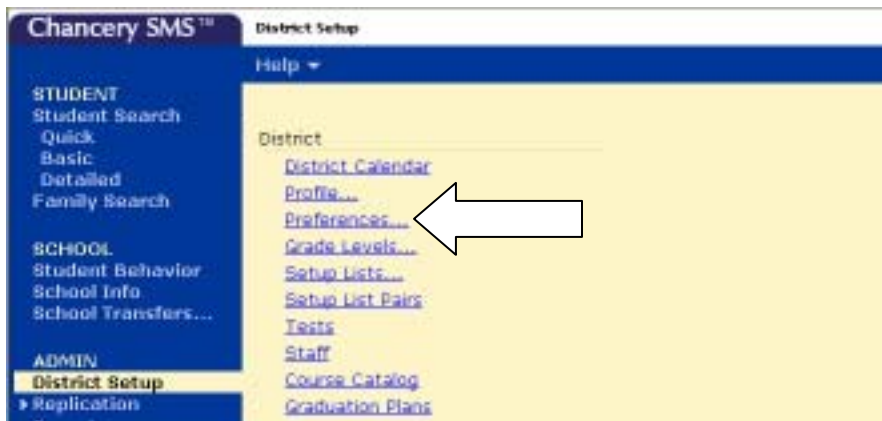 Chancery SMS™
District Setup
Help
STUDENT
Student Search
Quick
Basic
Detailed
Family Search
SCHOOL
Student Behavior
School Info
School Transfers...
ADMIN
District Setup
Replication
District
District Calendar
Profile...
Preferences...
Grade Levels...
Setup Lists...
Setup List Pairs
Tests
Staff
Course Catalog
Graduation Plans